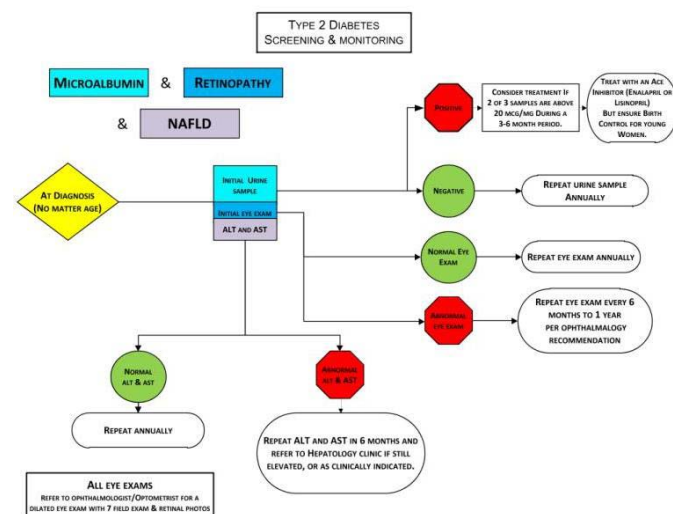 TYPE 2 DIABETES
SCREENING & MONITORING
MICROALBUMIN & RETINOPATHY
& NAFLD
AT DIAGNOSIS
(NO MATTER AGE)
INITIAL URINE
SAMPLE
INITIAL EYE EXAM
ALT AND AST
POSITIVE
CONSIDER TREATMENT IF
2 OF 3 SAMPLES ARE ABOVE
20 MCG/MG DURING A
3-6 MONTH PERIOD.
TREAT WITH AN ACE
INHIBITOR (ENALAPRIL OR
LISINOPRIL)
BUT ENSURE BIRTH
CONTROL FOR YOUNG
WOMEN.
NEGATIVE
REPEAT URINE SAMPLE
ANNUALLY
NORMAL EYE
EXAM
REPEAT EYE EXAM ANNUALLY
ABNORMAL
EYE EXAM
REPEAT EYE EXAM EVERY 6
MONTHS TO 1 YEAR
PER OPHTHALMALOGY
RECOMMENDATION
NORMAL
ALT & AST
REPEAT ANNUALLY
ABNORMAL
ALT & AST
REPEAT ALT AND AST IN 6 MONTHS AND
REFER TO HEPATOLOGY CLINIC IF STILL
ELEVATED, OR AS CLINICALLY INDICATED.
ALL EYE EXAMS
REFER TO OPHTHALMOLOGIST/OPTOMETRIST FOR A
DILATED EYE EXAM WITH 7 FIELD EXAM & RETINAL PHOTOS